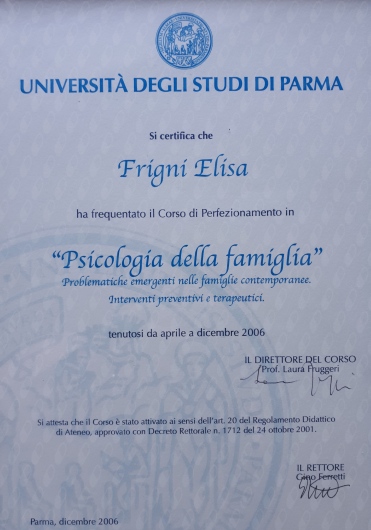 UNIVERSITÀ DEGLI STUDI DI PARMA
Si certifica che
Frigni Elisa
ha frequentato il Corso di Perfezionamento in
"Psicologia della famiglia"
Problematiche emergenti nelle famiglie contemporanee.
Interventi preventivi e terapeutici.
tenutosi da aprile a dicembre 2006
IL DIRETTORE DEL CORSO
Prof. Laura Fruggeri
Si attesta che il Corso è stato attivato ai sensi dell'art. 20 del Regolamento Didattico
di Ateneo, approvato con Decreto Rettorale n. 1712 del 24 ottobre 2001.
IL RETTORE
Gino Ferretti
Parma, dicembre 2006